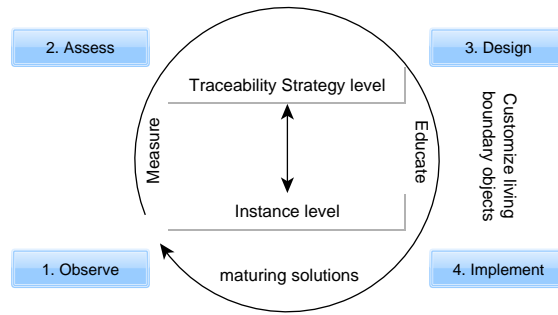 2. Assess
3. Design
Traceability Strategy level
Measure
Educate
Customize living
boundary objects
Instance level
1. Observe
maturing solutions
4. Implement